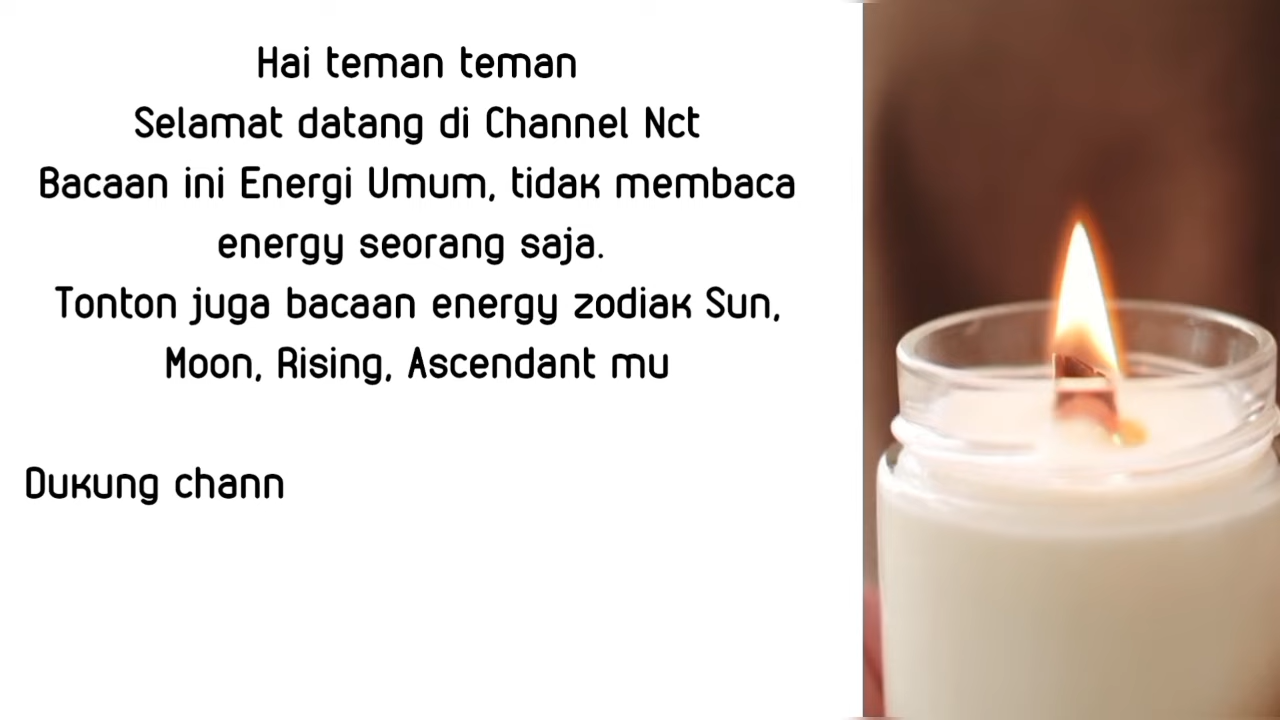 Hai teman teman
Selamat datang di Channel Nct
Bacaan ini Energi Umum, tidak membaca
energy seorang saja.
Tonton juga bacaan energy zodiak Sun,
Moon, Rising, Ascendant mu
Dukung chann